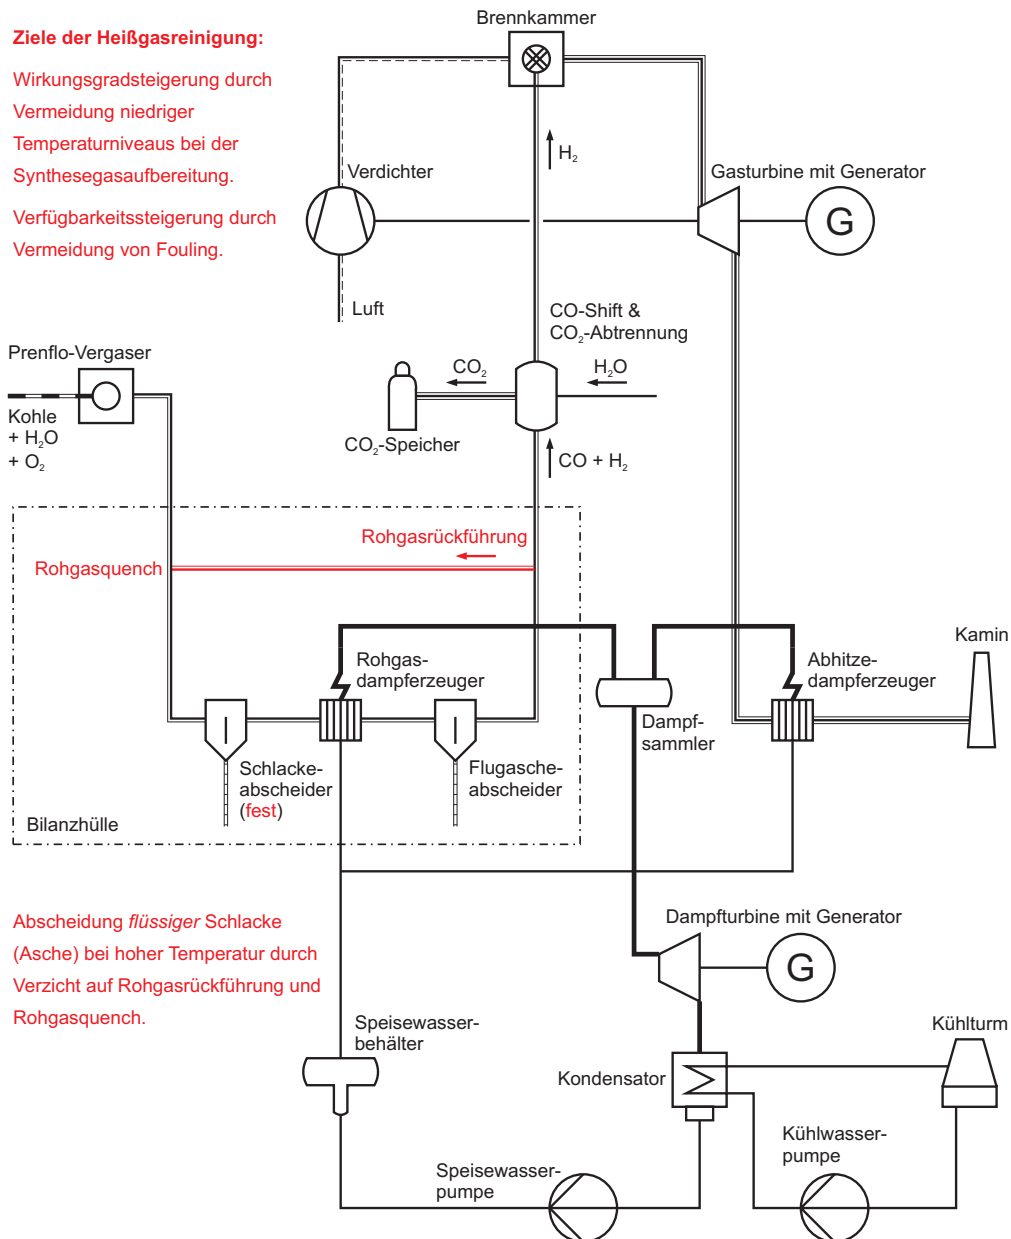 Brennkammer
Ziele der Heißgasreinigung:
Wirkungsgradsteigerung durch
Vermeidung niedriger
Temperaturniveaus bei der
Synthesegasaufbereitung.
Verfügbarkeitssteigerung durch
Vermeidung von Fouling.
H₂
Verdichter
Gasturbine mit Generator
G
Luft
CO-Shift &
CO₂-Abtrennung
Prenflo-Vergaser
CO₂
H₂O
Kohle
+ H₂O
+ O₂
CO₂-Speicher
CO + H₂
Rohgasrückführung
Rohgasquench
Rohgas-
dampferzeuger
Abhitze-
dampferzeuger
Kamin
Dampf-
sammler
Schlacke-
abscheider
(fest)
Flugasche-
abscheider
Bilanzhülle
Abscheidung flüssiger Schlacke
(Asche) bei hoher Temperatur durch
Verzicht auf Rohgasrückführung und
Rohgasquench.
Dampfturbine mit Generator
G
Speisewasser-
behälter
Kühlturm
Kondensator
Kühlwasser-
pumpe
Speisewasser-
pumpe